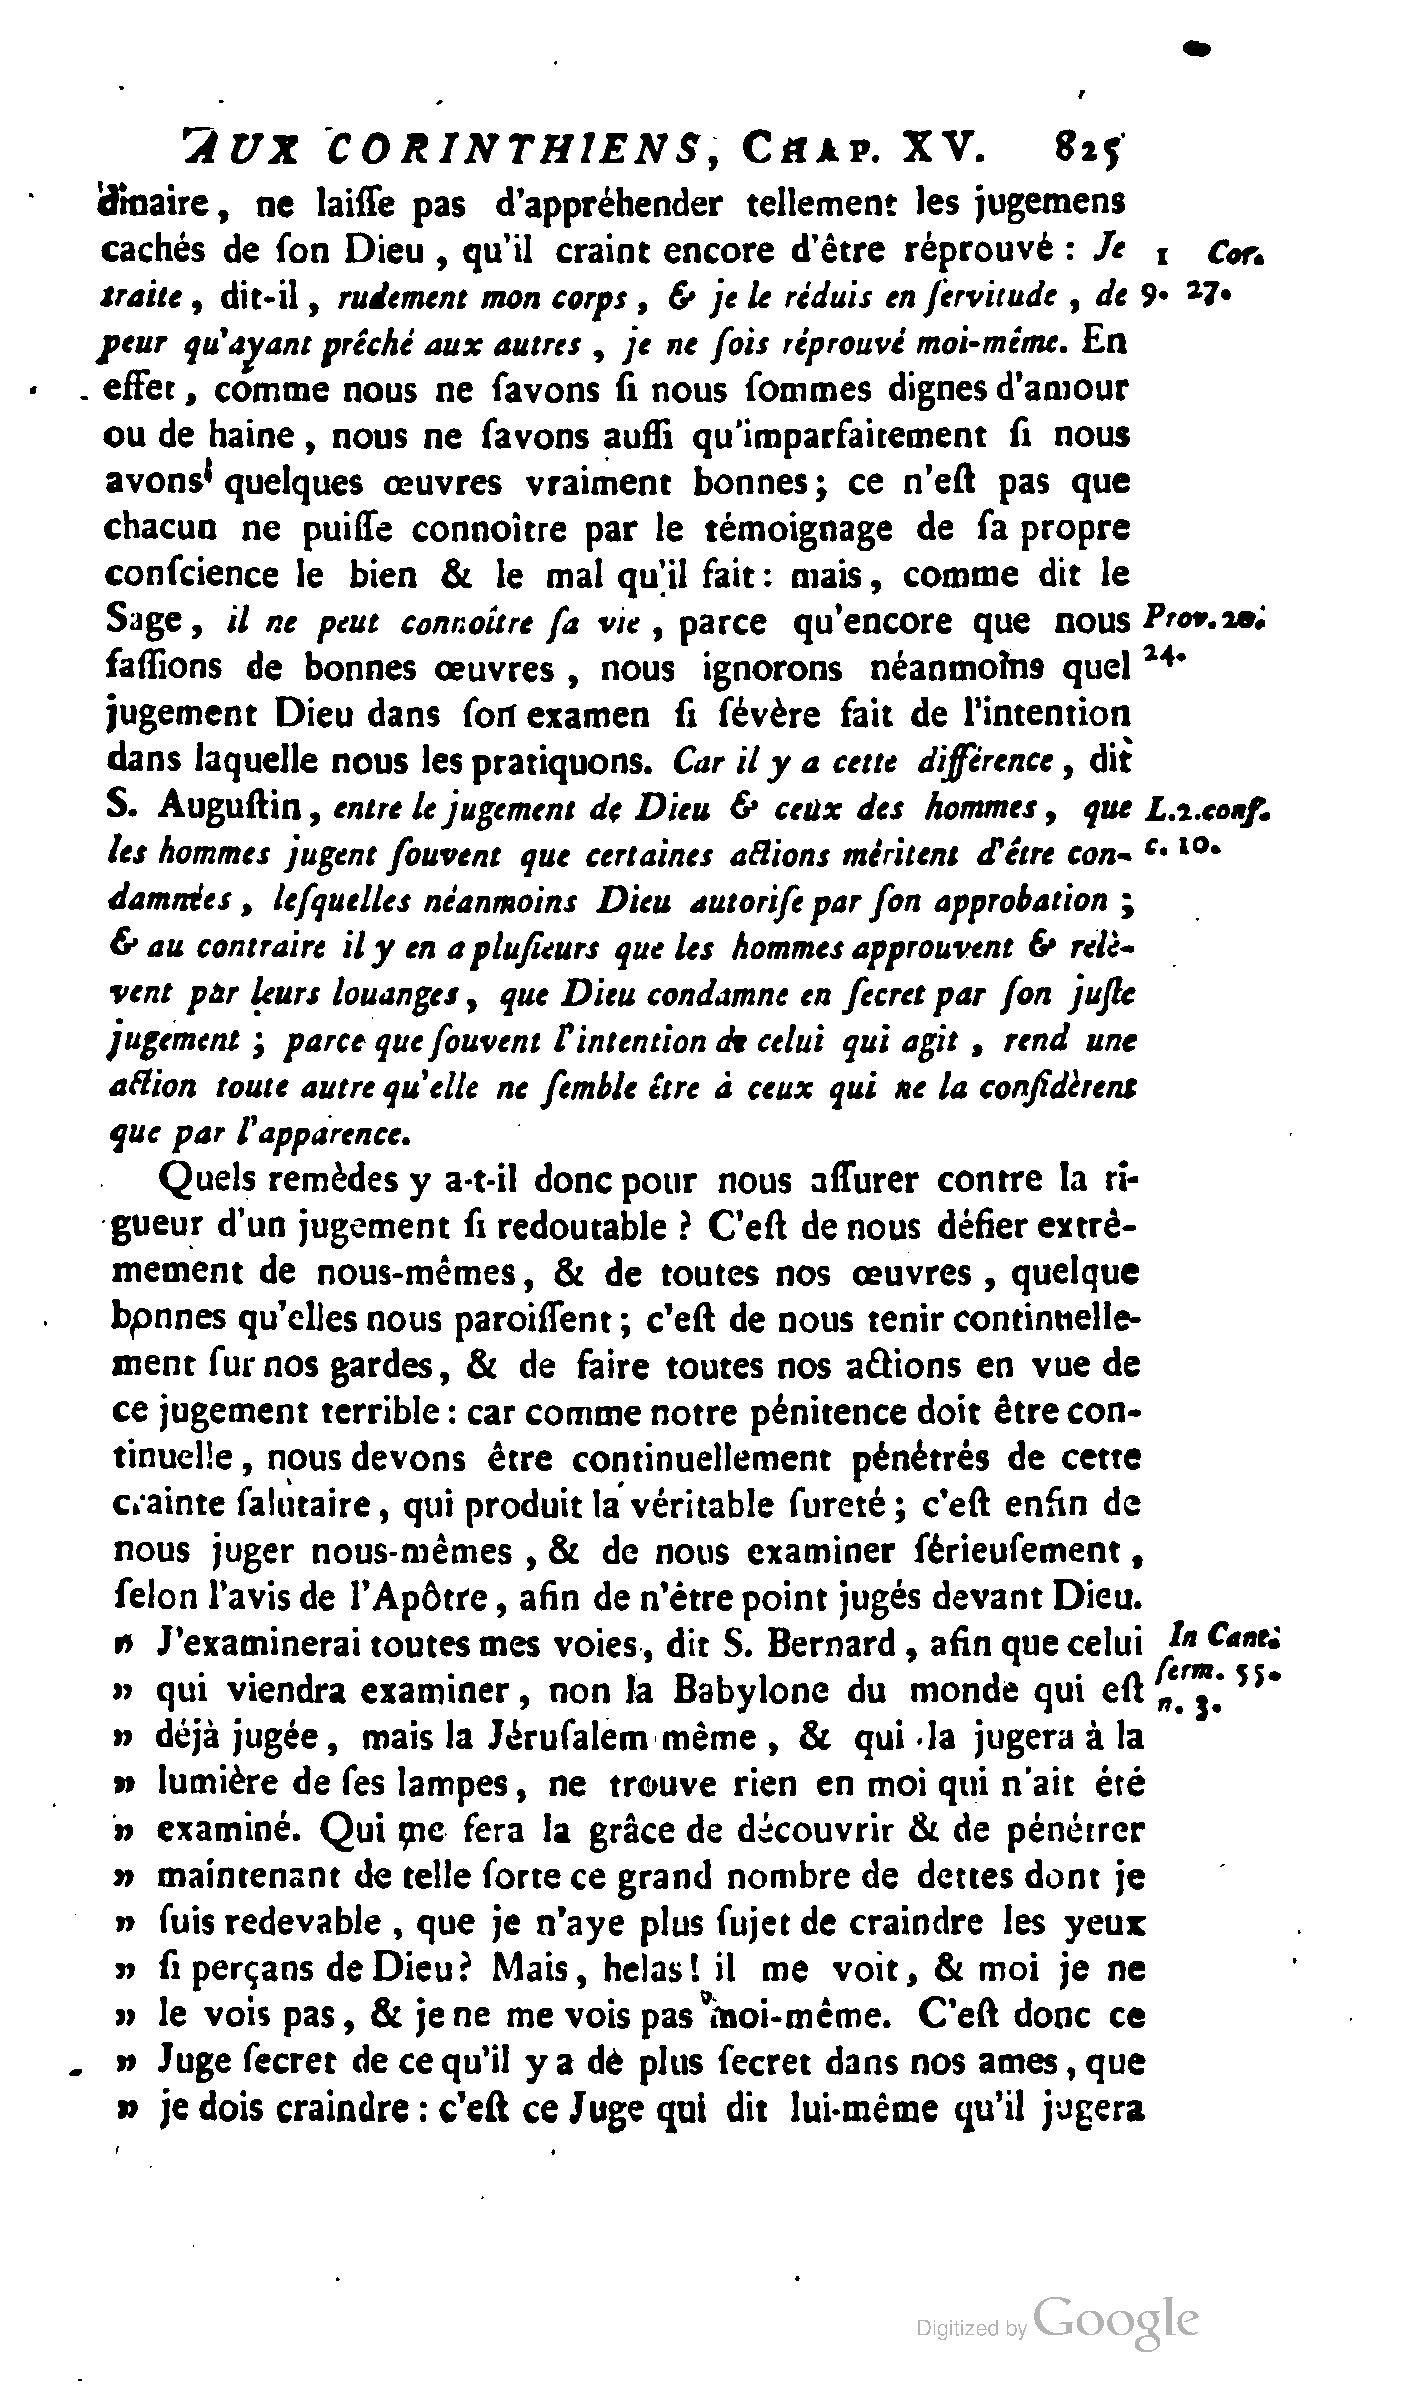 AUX CORINTHIENS, CHAP. XV. 825
dinaire, ne laiſſe pas d'appréhender tellement les jugemens
cachés de ſon Dieu, qu'il craint encore d'être réprouvé : Je
1 Cor.
traite, dit-il, rudement mon corps, & je le réduis en ſervitude, de
9. 27.
peur qu'ayant prêché aux autres, je ne ſois réprouvé moi-même. En
effet, comme nous ne ſavons ſi nous ſommes dignes d'amour
ou de haine, nous ne ſavons auſſi qu'imparfaitement ſi nous
avons quelques œuvres vraiment bonnes; ce n'eſt pas que
chacun ne puiſſe connoître par le témoignage de ſa propre
conſcience le bien & le mal qu'il fait : mais, comme dit le
Sage, il ne peut connoître ſa vie, parce qu'encore que nous
Prov. 20.
faſſions de bonnes œuvres, nous ignorons néanmoins quel
24.
jugement Dieu dans ſon examen ſi ſévère fait de l'intention
dans laquelle nous les pratiquons. Car il y a cette différence, dit
S. Auguſtin, entre le jugement de Dieu & ceux des hommes, que
L. 2. conf.
les hommes jugent ſouvent que certaines actions méritent d'être con-
c. 10.
damnées, leſquelles néanmoins Dieu autoriſe par ſon approbation ;
& au contraire il y en a pluſieurs que les hommes approuvent & relè-
vent par leurs louanges, que Dieu condamne en ſecret par ſon juſte
jugement ; parce que ſouvent l'intention de celui qui agit, rend une
action toute autre qu'elle ne ſemble être à ceux qui ne la conſidèrent
que par l'apparence.
Quels remèdes y a-t-il donc pour nous aſſurer contre la ri-
gueur d'un jugement ſi redoutable ? C'eſt de nous défier extrê-
mement de nous-mêmes, & de toutes nos œuvres, quelque
bonnes qu'elles nous paroiſſent ; c'eſt de nous tenir continuelle-
ment ſur nos gardes, & de faire toutes nos actions en vue de
ce jugement terrible : car comme notre pénitence doit être con-
tinuelle, nous devons être continuellement pénétrés de cette
crainte ſalutaire, qui produit la véritable ſureté ; c'eſt enfin de
nous juger nous-mêmes, & de nous examiner ſérieuſement,
ſelon l'avis de l'Apôtre, afin de n'être point jugés devant Dieu.
» J'examinerai toutes mes voies, dit S. Bernard, afin que celui
In Cant.
» qui viendra examiner, non la Babylone du monde qui eſt
ſerm. 55.
n. 3.
» déjà jugée, mais la Jéruſalem même, & qui la jugera à la
» lumière de ſes lampes, ne trouve rien en moi qui n'ait été
» examiné. Qui me fera la grâce de découvrir & de pénétrer
» maintenant de telle ſorte ce grand nombre de dettes dont je
» ſuis redevable, que je n'aye plus ſujet de craindre les yeux
» ſi perçans de Dieu? Mais, helas! il me voit, & moi je ne
» le vois pas, & je ne me vois pas moi-même. C'eſt donc ce
» Juge ſecret de ce qu'il y a de plus ſecret dans nos ames, que
» je dois craindre : c'eſt ce Juge qui dit lui-même qu'il jugera
Digitized by Google